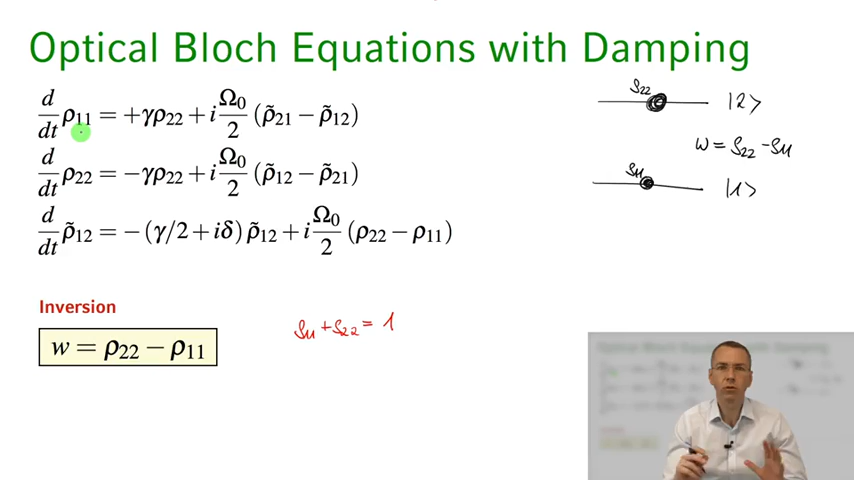 Optical Bloch Equations with Damping
d/dt ρ₁₁ = +γρ₂₂ + i Ω₀/2 (ρ̃₂₁ − ρ̃₁₂)
d/dt ρ₂₂ = −γρ₂₂ + i Ω₀/2 (ρ̃₁₂ − ρ̃₂₁)
d/dt ρ̃₁₂ = −(γ/2 + iδ) ρ̃₁₂ + i Ω₀/2 (ρ₂₂ − ρ₁₁)
ρ₂₂ |2>
w = ρ₂₂ - ρ₁₁
ρ₁₁ |1>
Inversion
w = ρ₂₂ − ρ₁₁
ρ₁₁ + ρ₂₂ = 1